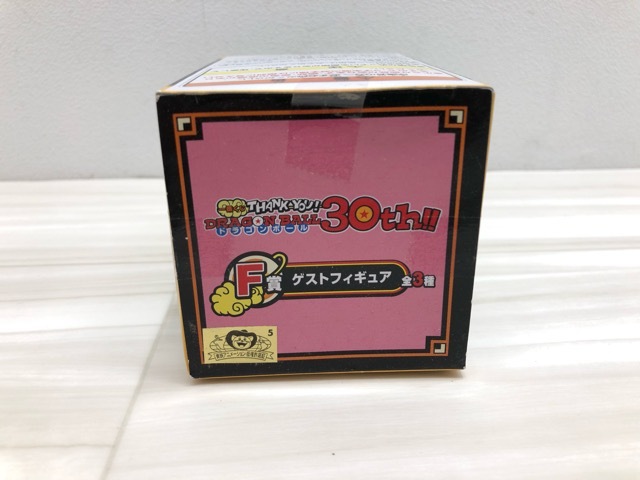 THANK-YOU!
DRAGON BALL 30th!!
ドラゴンボール
F賞 ゲストフィギュア 全3種
5